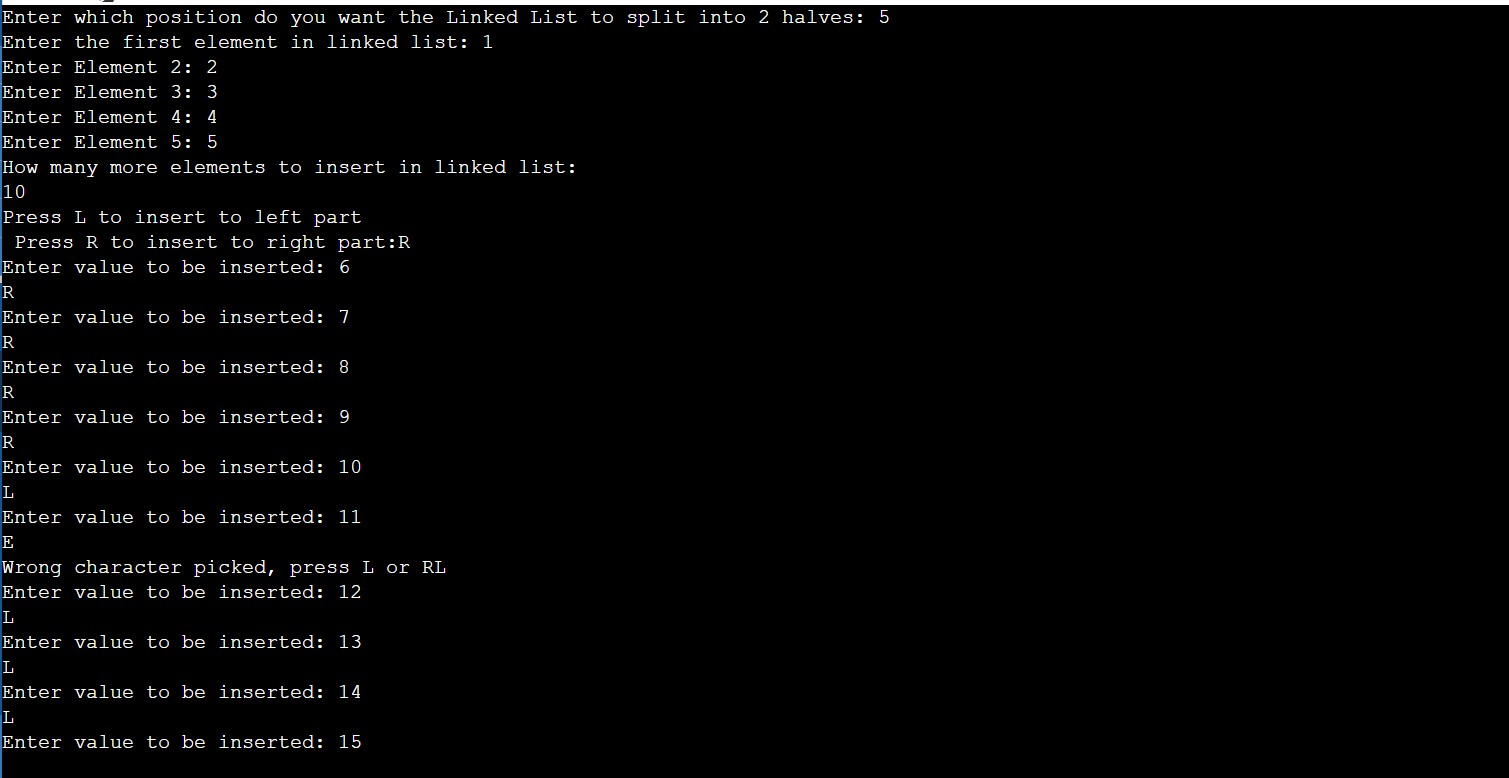 Enter which position do you want the Linked List to split into 2 halves: 5
Enter the first element in linked list: 1
Enter Element 2: 2
Enter Element 3: 3
Enter Element 4: 4
Enter Element 5: 5
How many more elements to insert in linked list:
10
Press L to insert to left part
 Press R to insert to right part:R
Enter value to be inserted: 6
R
Enter value to be inserted: 7
R
Enter value to be inserted: 8
R
Enter value to be inserted: 9
R
Enter value to be inserted: 10
L
Enter value to be inserted: 11
E
Wrong character picked, press L or RL
Enter value to be inserted: 12
L
Enter value to be inserted: 13
L
Enter value to be inserted: 14
L
Enter value to be inserted: 15